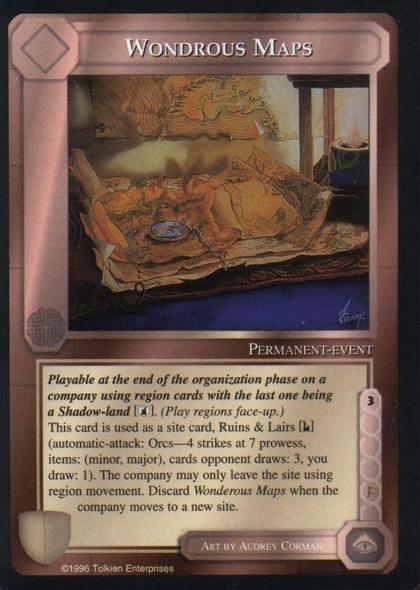 WONDROUS MAPS
PERMANENT-EVENT
Playable at the end of the organization phase on a
company using region cards with the last one being
a Shadow-land [ ]. (Play regions face-up.)
This card is used as a site card, Ruins & Lairs [ ]
(automatic-attack: Orcs—4 strikes at 7 prowess,
items: (minor, major), cards opponent draws: 3, you
draw: 1). The company may only leave the site using
region movement. Discard Wonderous Maps when the
company moves to a new site.
3
ART BY AUDREY CORMAN
©1996 Tolkien Enterprises